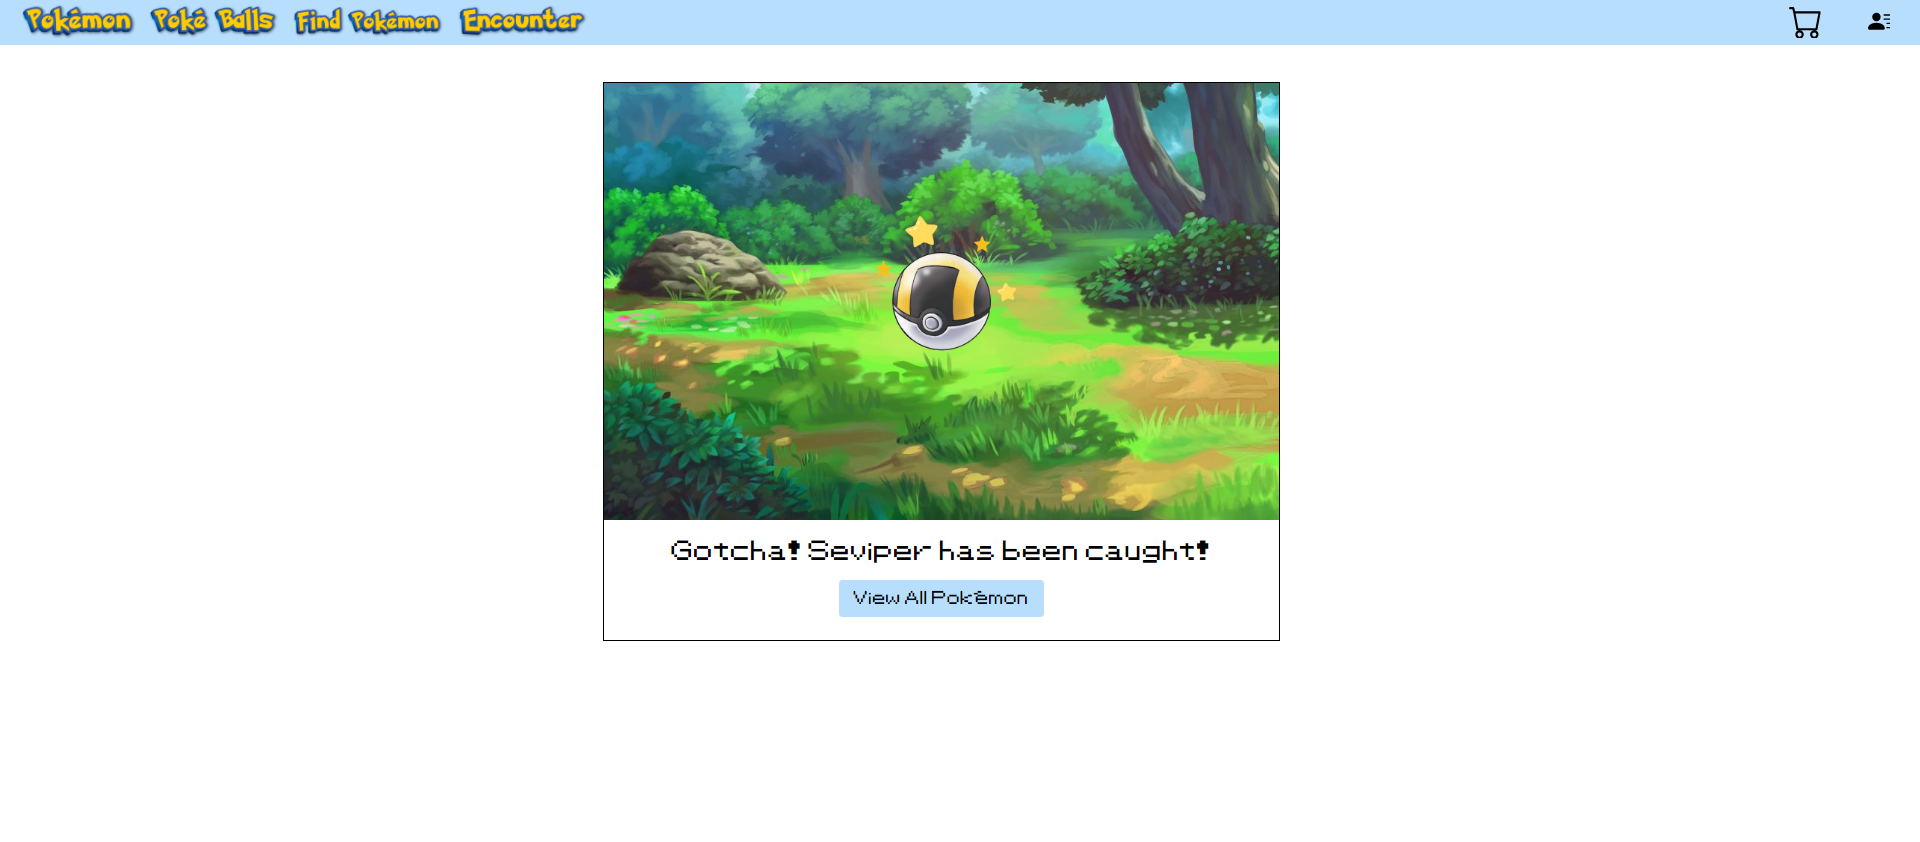 Pokémon Poké Balls Find Pokémon Encounter
Gotcha! Seviper has been caught!
View All Pokémon